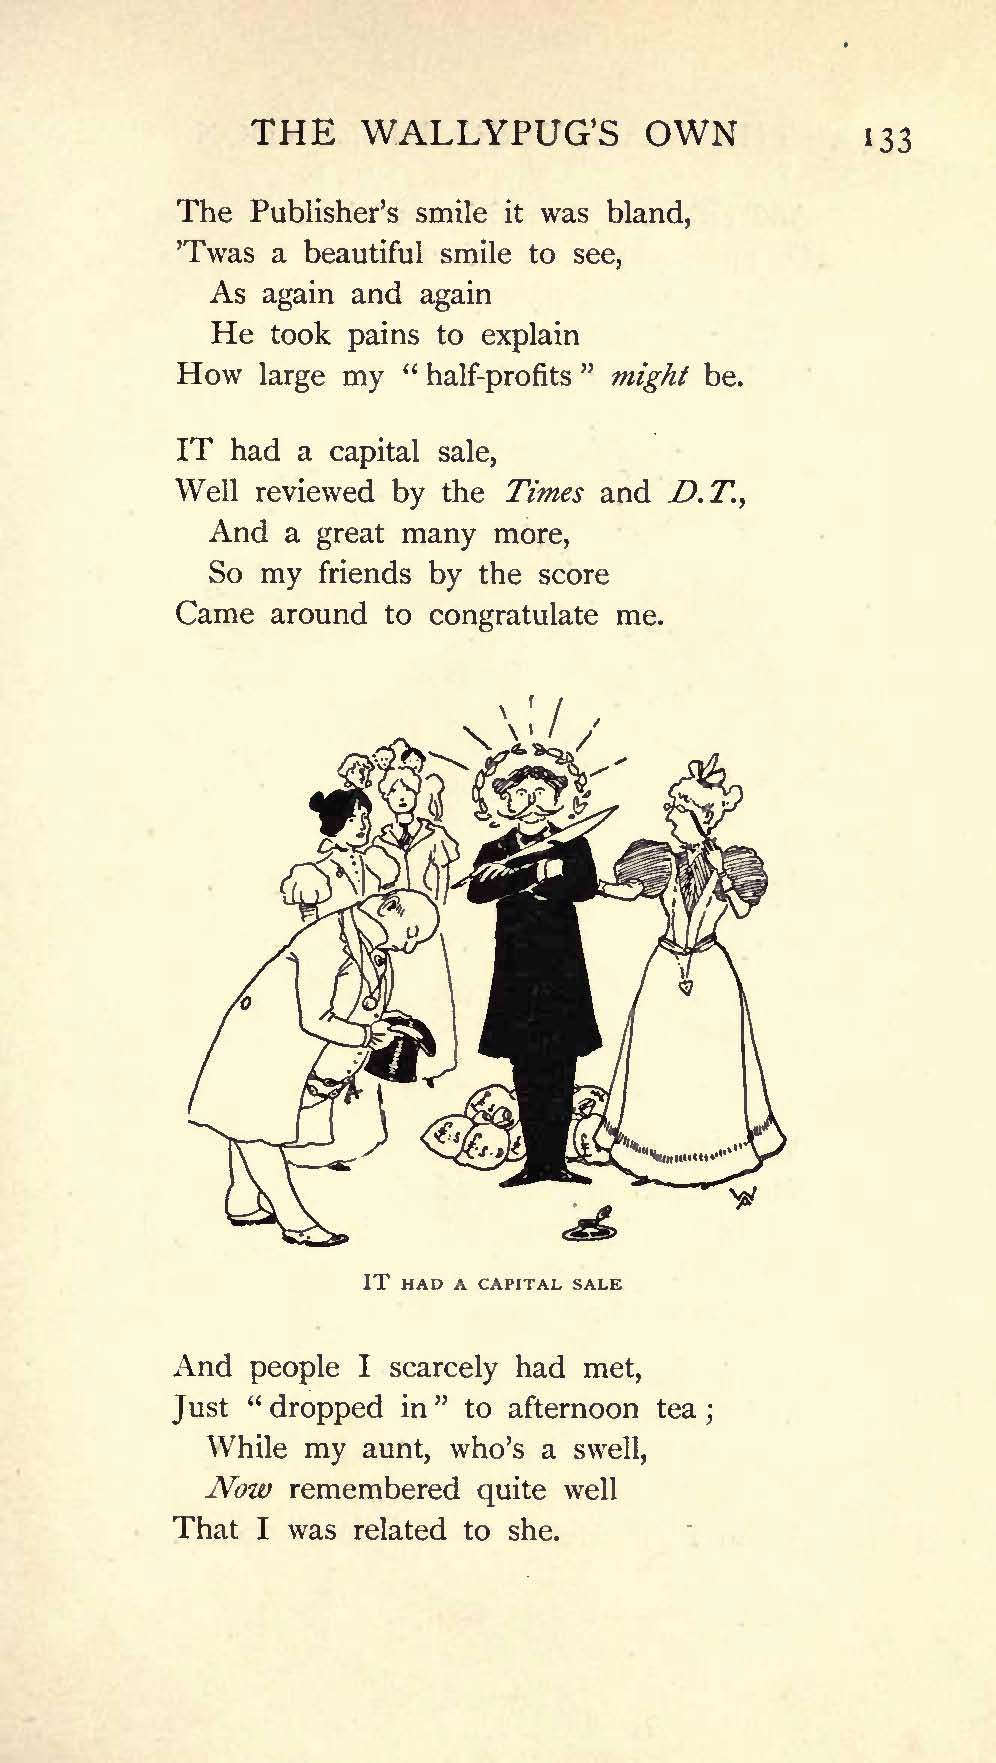 THE WALLYPUG'S OWN 133
The Publisher's smile it was bland,
'Twas a beautiful smile to see,
As again and again
He took pains to explain
How large my "half-profits" might be.
IT had a capital sale,
Well reviewed by the Times and D.T.,
And a great many more,
So my friends by the score
Came around to congratulate me.
£.s
£.s.D
£.s
£
£
IT HAD A CAPITAL SALE
And people I scarcely had met,
Just "dropped in" to afternoon tea;
While my aunt, who's a swell,
Now remembered quite well
That I was related to she.